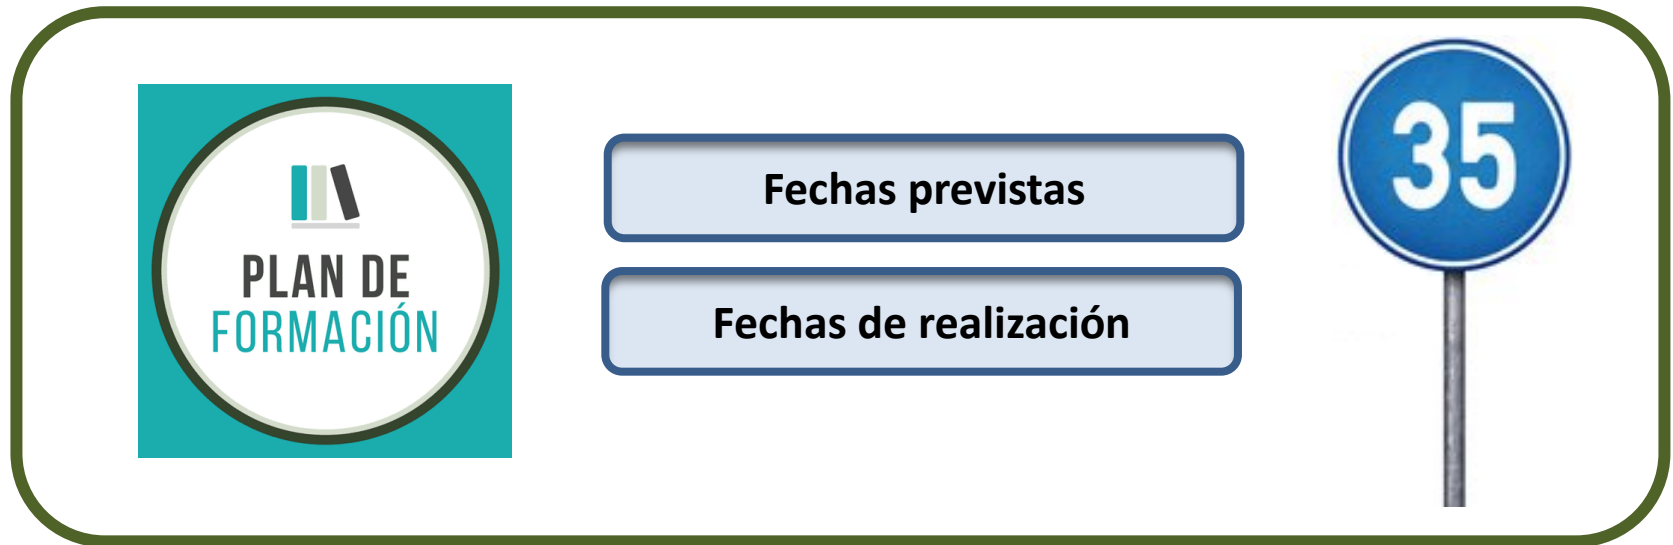 PLAN DE
FORMACIÓN
Fechas previstas
Fechas de realización
35